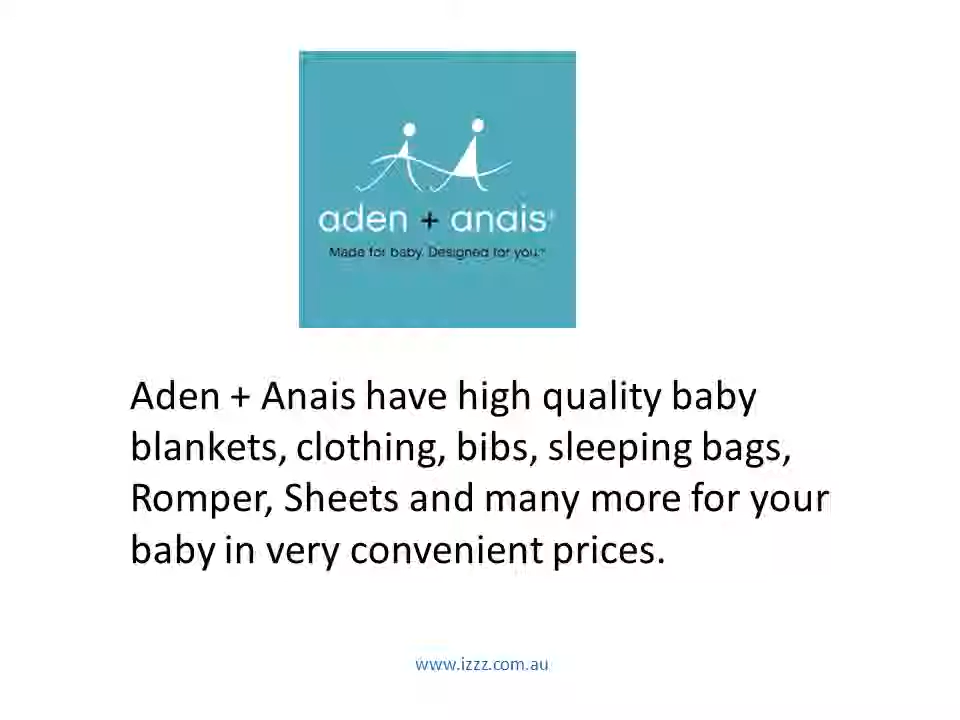 aden + anais
Made for baby. Designed for you.™
Aden + Anais have high quality baby
blankets, clothing, bibs, sleeping bags,
Romper, Sheets and many more for your
baby in very convenient prices.
www.izzz.com.au